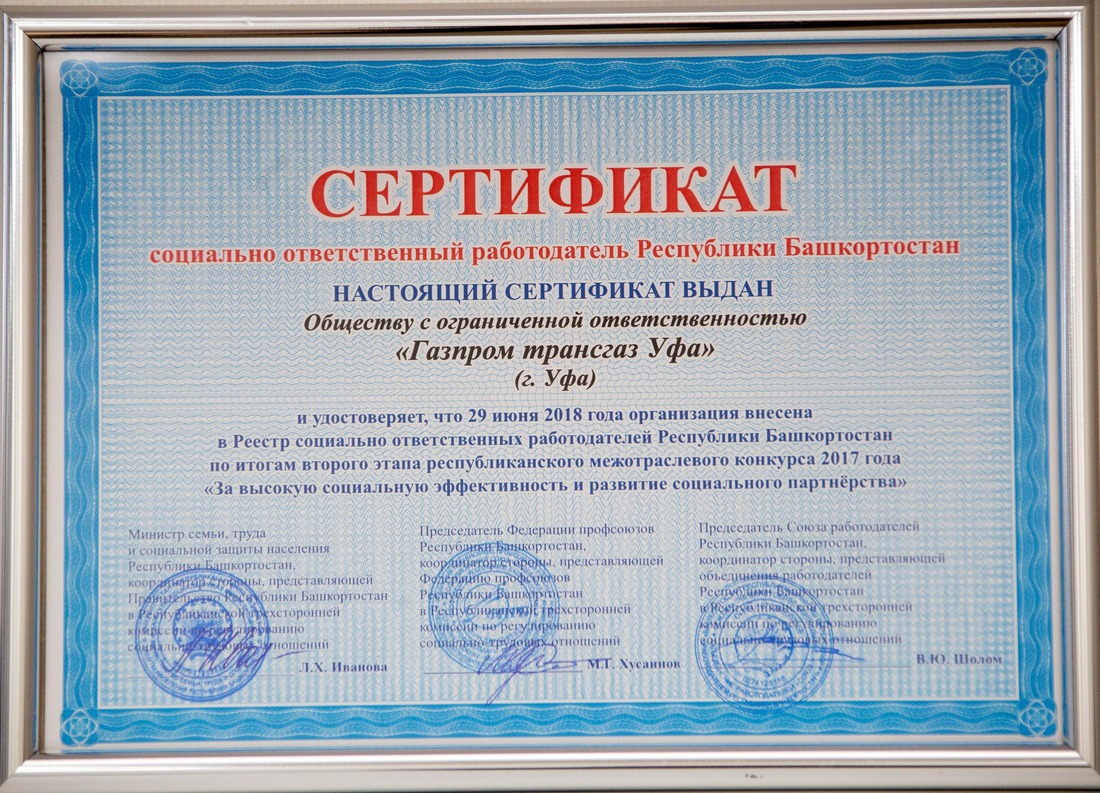 СЕРТИФИКАТ
социально ответственный работодатель Республики Башкортостан
НАСТОЯЩИЙ СЕРТИФИКАТ ВЫДАН
Обществу с ограниченной ответственностью
«Газпром трансгаз Уфа»
(г. Уфа)
и удостоверяет, что 29 июня 2018 года организация внесена
в Реестр социально ответственных работодателей Республики Башкортостан
по итогам второго этапа республиканского межотраслевого конкурса 2017 года
«За высокую социальную эффективность и развитие социального партнёрства»
Министр семьи, труда
и социальной защиты населения
Республики Башкортостан,
координатор стороны, представляющей
Правительство Республики Башкортостан
в Республиканской трехсторонней
комиссии по регулированию
социально-трудовых отношений
Л.Х. Иванова
Председатель Федерации профсоюзов
Республики Башкортостан,
координатор стороны, представляющей
Федерацию профсоюзов
Республики Башкортостан
в Республиканской трехсторонней
комиссии по регулированию
социально-трудовых отношений
М.Г. Хусаинов
Председатель Союза работодателей
Республики Башкортостан,
координатор стороны, представляющей
объединения работодателей
Республики Башкортостан
в Республиканской трехсторонней
комиссии по регулированию
социально-трудовых отношений
В.Ю. Шолом